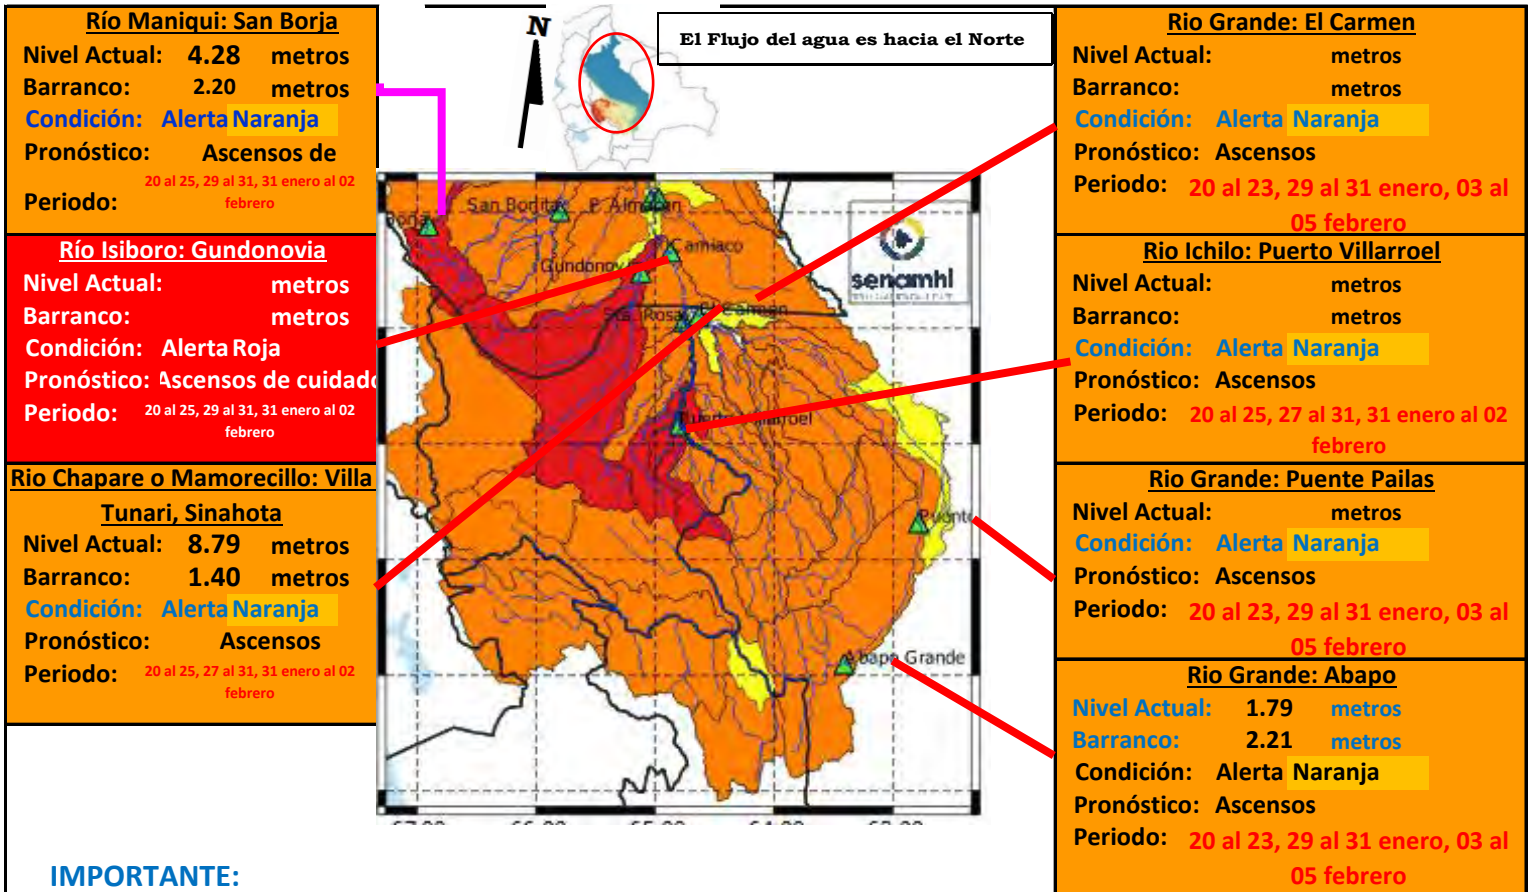 Río Maniqui: San Borja
Nivel Actual: 4.28 metros
Barranco: 2.20 metros
Condición: Alerta Naranja
Pronóstico: Ascensos de
Periodo: 20 al 25, 29 al 31, 31 enero al 02
febrero
Río Isiboro: Gundonovia
Nivel Actual: metros
Barranco: metros
Condición: Alerta Roja
Pronóstico: Ascensos de cuidado
Periodo: 20 al 25, 29 al 31, 31 enero al 02
febrero
Rio Chapare o Mamorecillo: Villa
Tunari, Sinahota
Nivel Actual: 8.79 metros
Barranco: 1.40 metros
Condición: Alerta Naranja
Pronóstico: Ascensos
Periodo: 20 al 25, 27 al 31, 31 enero al 02
febrero
IMPORTANTE:
N
El Flujo del agua es hacia el Norte
San Borjita
Camiaco
Gundonov
senamhi
Sta. Rosa
El Carmen
Puerto Villarroel
Puente
Abapo Grande
Rio Grande: El Carmen
Nivel Actual: metros
Barranco: metros
Condición: Alerta Naranja
Pronóstico: Ascensos
Periodo: 20 al 23, 29 al 31 enero, 03 al
05 febrero
Rio Ichilo: Puerto Villarroel
Nivel Actual: metros
Barranco: metros
Condición: Alerta Naranja
Pronóstico: Ascensos
Periodo: 20 al 25, 27 al 31, 31 enero al 02
febrero
Rio Grande: Puente Pailas
Nivel Actual: metros
Condición: Alerta Naranja
Pronóstico: Ascensos
Periodo: 20 al 23, 29 al 31 enero, 03 al
05 febrero
Rio Grande: Abapo
Nivel Actual: 1.79 metros
Barranco: 2.21 metros
Condición: Alerta Naranja
Pronóstico: Ascensos
Periodo: 20 al 23, 29 al 31 enero, 03 al
05 febrero